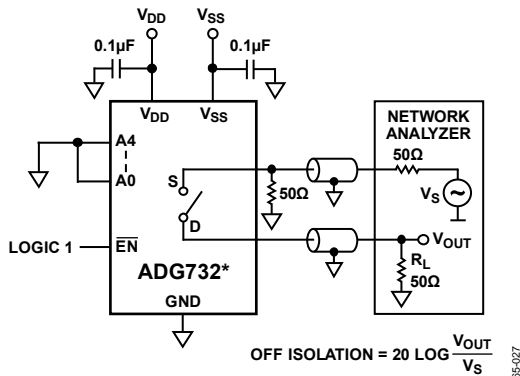 VDD VSS
0.1µF 0.1µF
VDD VSS
A4
A0
S
D
LOGIC 1
EN
ADG732*
GND
50Ω
NETWORK
ANALYZER
50Ω
VS
VOUT
RL
50Ω
OFF ISOLATION = 20 LOG VOUT
VS